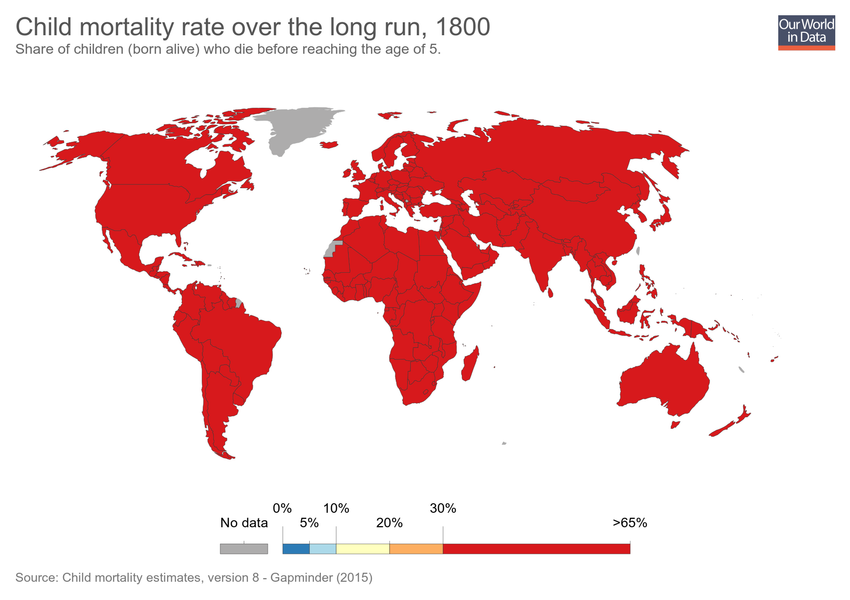 Child mortality rate over the long run, 1800
Share of children (born alive) who die before reaching the age of 5.
Our World
in Data
0% 10% 30%
No data 5% 20% >65%
Source: Child mortality estimates, version 8 - Gapminder (2015)